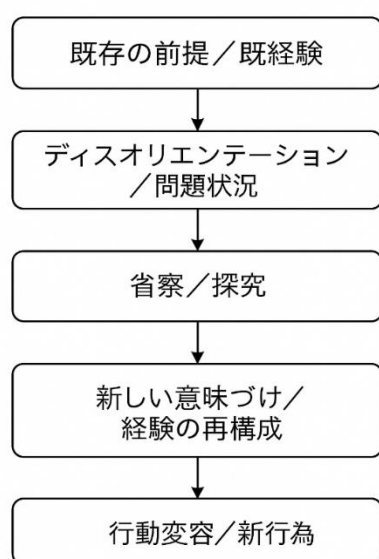 既存の前提／既経験
ディスオリエンテーション
／問題状況
省察／探究
新しい意味づけ／
経験の再構成
行動変容／新行為